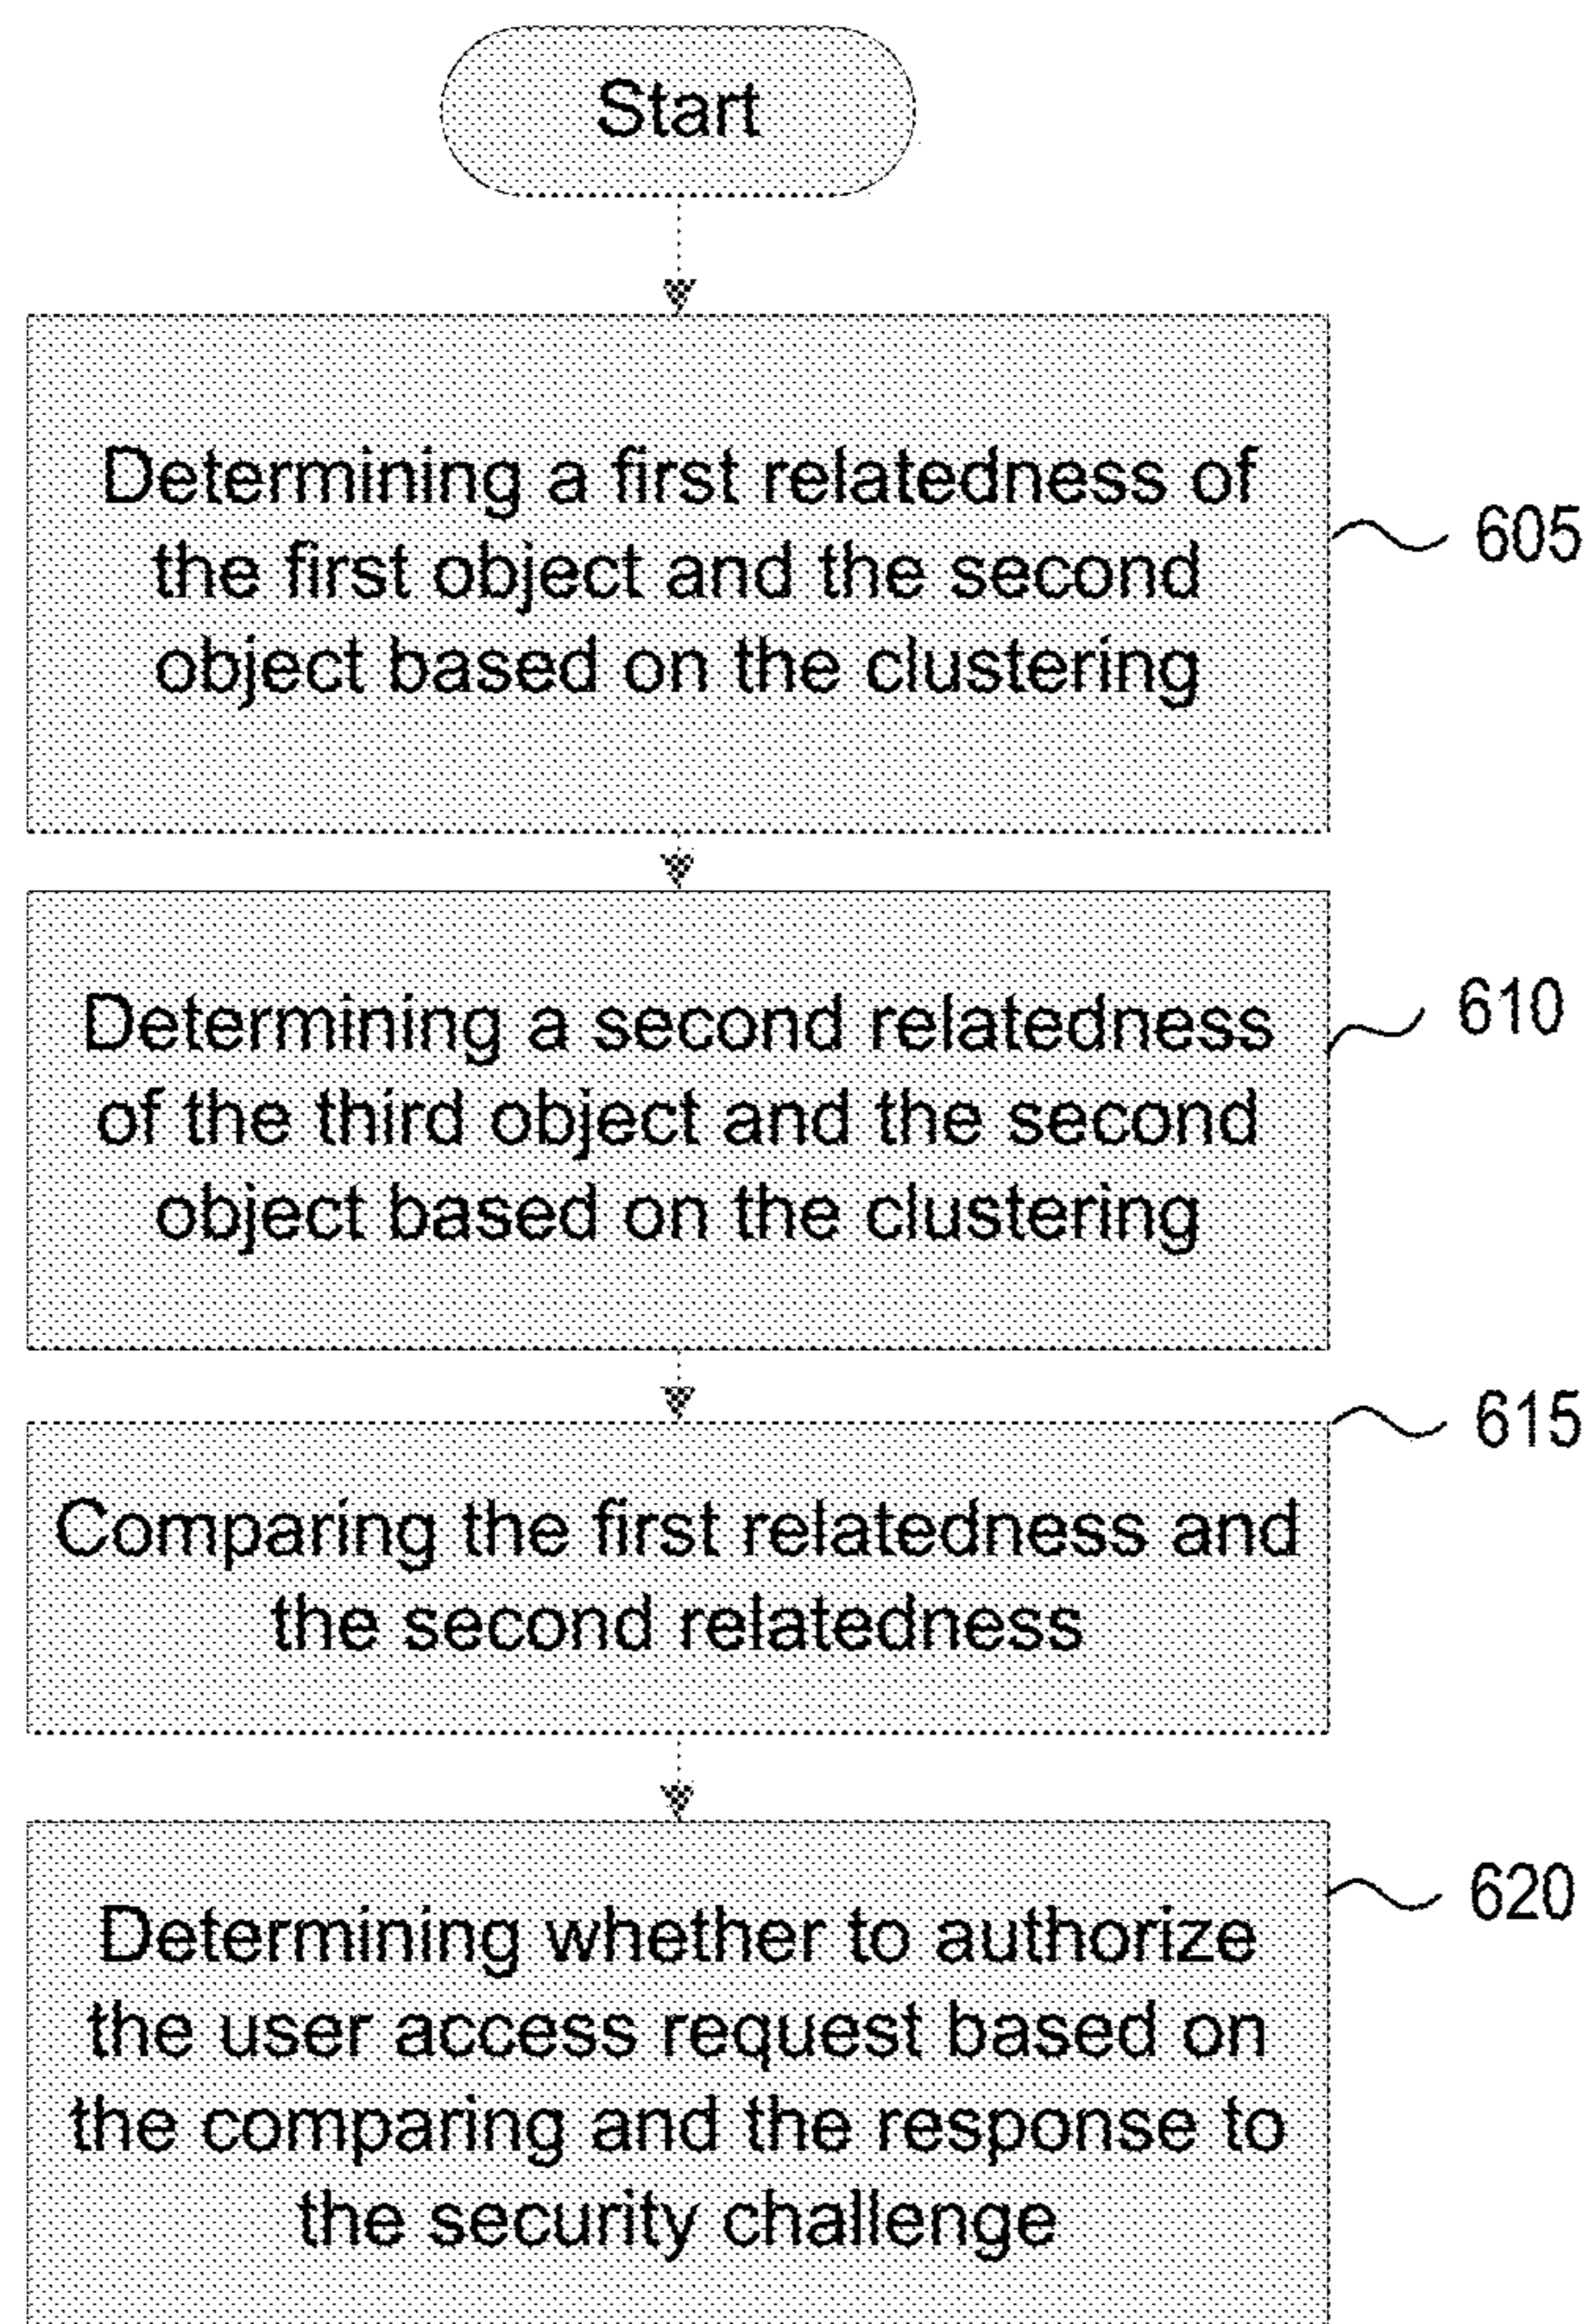 Start
Determining a first relatedness of
the first object and the second
object based on the clustering
605
Determining a second relatedness
of the third object and the second
object based on the clustering
610
615
Comparing the first relatedness and
the second relatedness
620
Determining whether to authorize
the user access request based on
the comparing and the response to
the security challenge